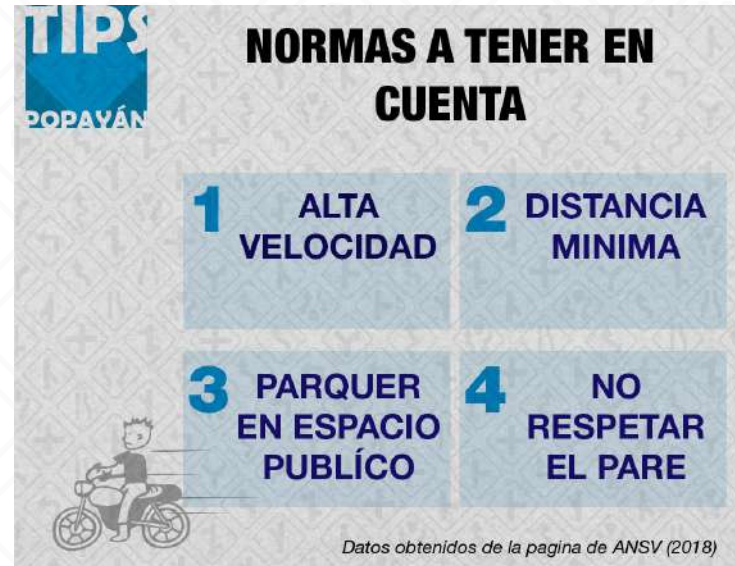 TIPS
POPAYÁN
NORMAS A TENER EN
CUENTA
1 ALTA
VELOCIDAD
2 DISTANCIA
MINIMA
3 PARQUER
EN ESPACIO
PUBLÍCO
4 NO
RESPETAR
EL PARE
Datos obtenidos de la pagina de ANSV (2018)